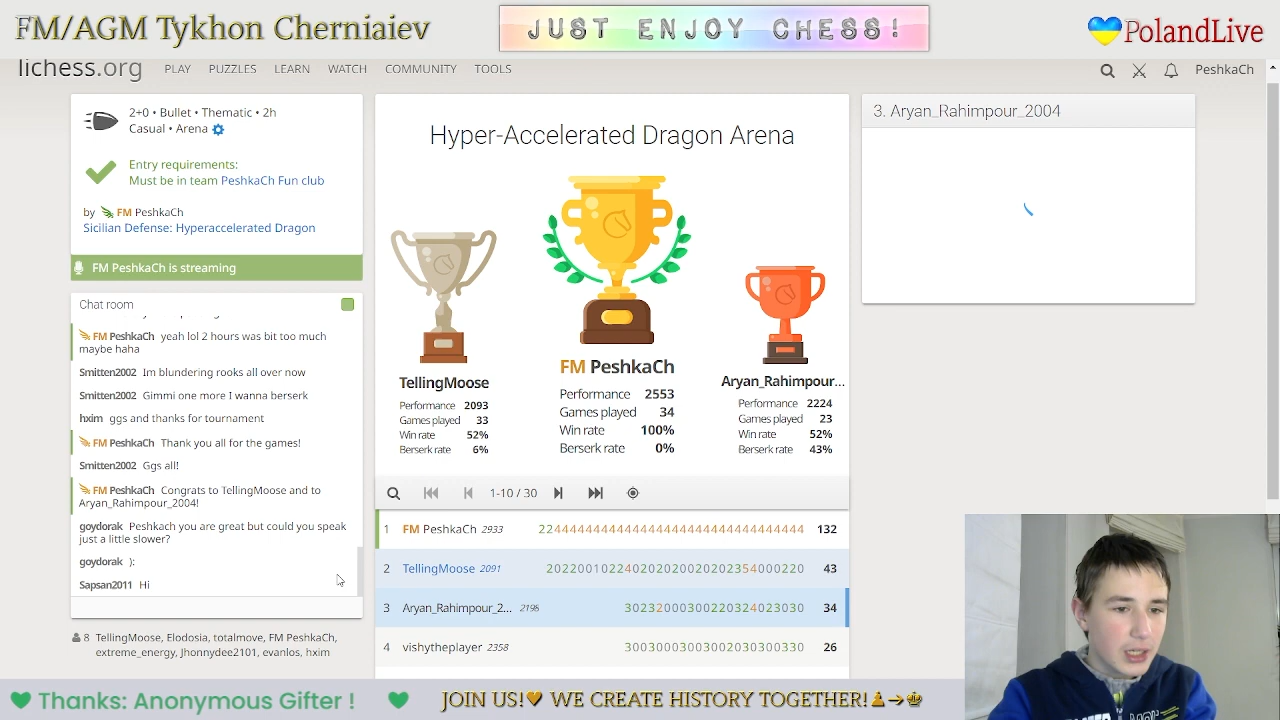 FM/AGM Tykhon Cherniaiev
JUST ENJOY CHESS!
PolandLive
lichess.org PLAY PUZZLES LEARN WATCH COMMUNITY TOOLS PeshkaCh
2+0 • Bullet • Thematic • 2h
Casual • Arena
Entry requirements:
Must be in team PeshkaCh Fun club
by FM PeshkaCh
Sicilian Defense: Hyperaccelerated Dragon
FM PeshkaCh is streaming
Chat room
FM PeshkaCh yeah lol 2 hours was bit too much
maybe haha
Smitten2002 Im blundering rooks all over now
Smitten2002 Gimmi one more I wanna berserk
hxim ggs and thanks for tournament
FM PeshkaCh Thank you all for the games!
Smitten2002 Ggs all!
FM PeshkaCh Congrats to TellingMoose and to
Aryan_Rahimpour_2004!
goydorak Peshkach you are great but could you speak
just a little slower?
goydorak ):
Sapsan2011 Hi
8 TellingMoose, Elodosia, totalmove, FM PeshkaCh,
extreme_energy, Jhonnydee2101, evanlos, hxim
Hyper-Accelerated Dragon Arena
TellingMoose
Performance 2093
Games played 33
Win rate 52%
Berserk rate 6%
FM PeshkaCh
Performance 2553
Games played 34
Win rate 100%
Berserk rate 0%
Aryan_Rahimpour...
Performance 2224
Games played 23
Win rate 52%
Berserk rate 43%
1-10 / 30
1 FM PeshkaCh 2933 2244444444444444444444444444444444 132
2 TellingMoose 2091 202200102240202020020202354000220 43
3 Aryan_Rahimpour_2... 2198 30232000300220324023030 34
4 vishytheplayer 2358 30030003003002030300330 26
3. Aryan_Rahimpour_2004
Thanks: Anonymous Gifter !
JOIN US! WE CREATE HISTORY TOGETHER!